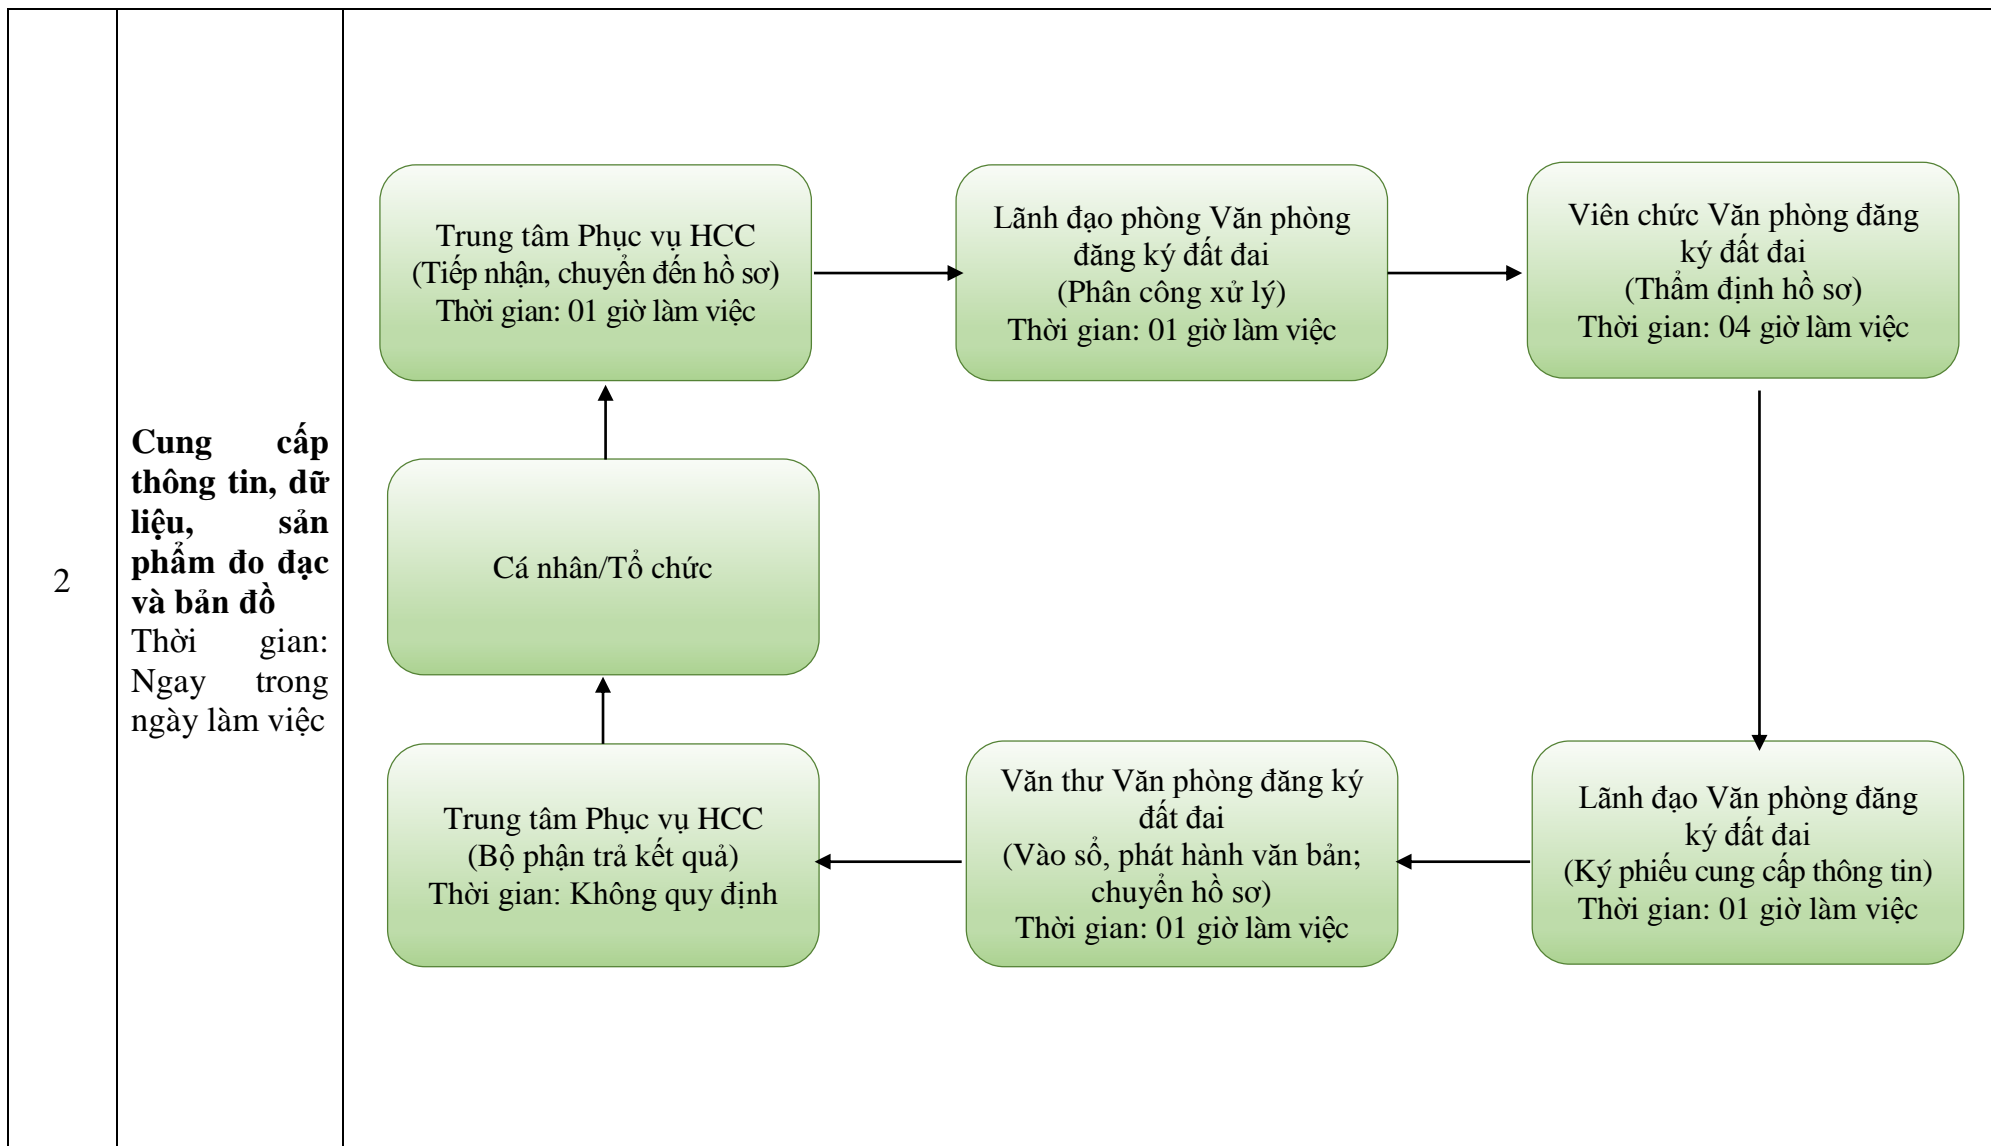 2
Cung cấp
thông tin, dữ
liệu, sản
phẩm đo đạc
và bản đồ
Thời gian:
Ngay trong
ngày làm việc
Trung tâm Phục vụ HCC
(Tiếp nhận, chuyển đến hồ sơ)
Thời gian: 01 giờ làm việc
Lãnh đạo phòng Văn phòng
đăng ký đất đai
(Phân công xử lý)
Thời gian: 01 giờ làm việc
Viên chức Văn phòng đăng
ký đất đai
(Thẩm định hồ sơ)
Thời gian: 04 giờ làm việc
Cá nhân/Tổ chức
Trung tâm Phục vụ HCC
(Bộ phận trả kết quả)
Thời gian: Không quy định
Văn thư Văn phòng đăng ký
đất đai
(Vào sổ, phát hành văn bản;
chuyển hồ sơ)
Thời gian: 01 giờ làm việc
Lãnh đạo Văn phòng đăng
ký đất đai
(Ký phiếu cung cấp thông tin)
Thời gian: 01 giờ làm việc